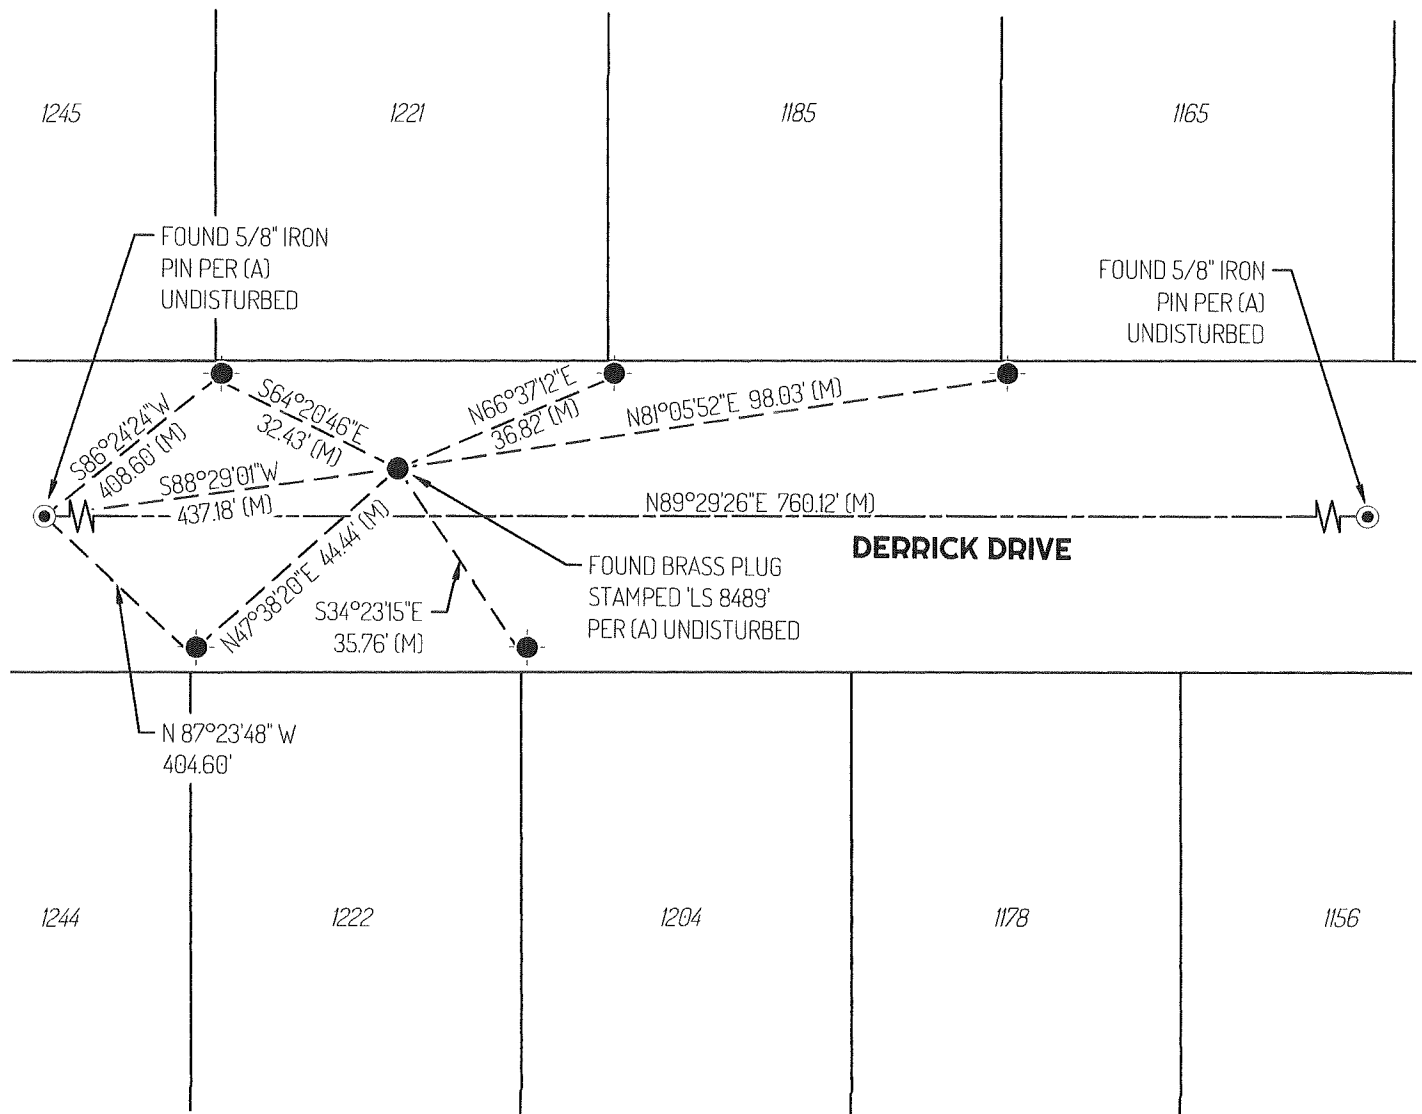 1245
1221
1185
1165
FOUND 5/8" IRON
PIN PER (A)
UNDISTURBED
FOUND 5/8" IRON
PIN PER (A)
UNDISTURBED
S86°24'24"W
408.60' (M)
S64°20'46"E
32.43' (M)
N66°37'12"E
36.82' (M)
N81°05'52"E 98.03' (M)
S88°29'01"W
437.18' (M)
N89°29'26"E 760.12' (M)
DERRICK DRIVE
N47°38'20"E 44.44' (M)
S34°23'15"E
35.76' (M)
FOUND BRASS PLUG
STAMPED 'LS 8489'
PER (A) UNDISTURBED
N 87°23'48" W
404.60'
1244
1222
1204
1178
1156